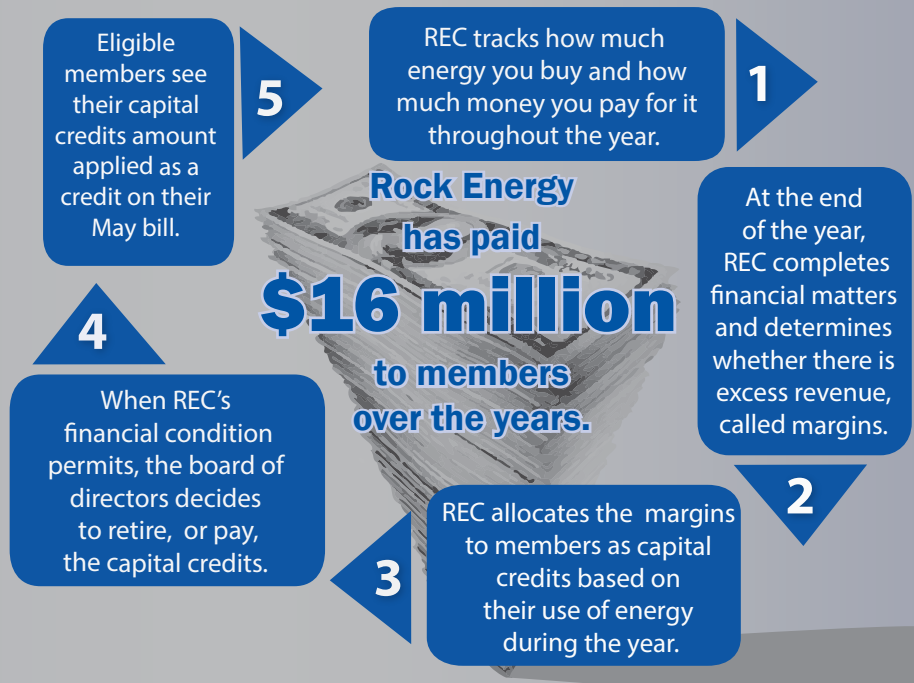 REC tracks how much
energy you buy and how
much money you pay for it
throughout the year.
1
At the end
of the year,
REC completes
financial matters
and determines
whether there is
excess revenue,
called margins.
2
REC allocates the margins
to members as capital
credits based on
their use of energy
during the year.
3
When REC's
financial condition
permits, the board of
directors decides
to retire, or pay,
the capital credits.
4
Eligible
members see
their capital
credits amount
applied as a
credit on their
May bill.
5
Rock Energy
has paid
$16 million
to members
over the years.